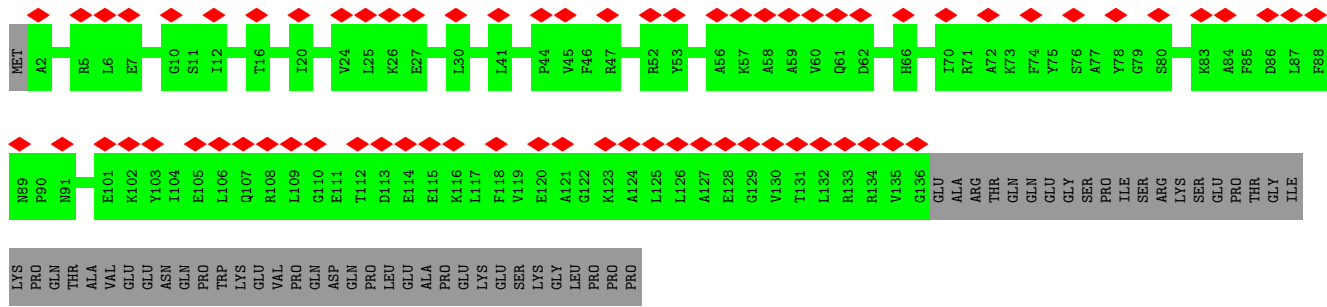 MET A2 R5 L6 E7 G10 S11 I12 T16 I20 V24 L25 K26 E27 L30 L41 P44 V45 F46 R47 R52 Y53 A56 K57 A58 A59 V60 Q61 D62 H66 I70 R71 A72 K73 F74 Y75 S76 A77 Y78 G79 S80 K83 A84 F85 D86 L87 F88
N89 P90 N91 E101 K102 Y103 I104 E105 L106 Q107 R108 L109 G110 E111 T112 D113 E114 E115 K116 L117 F118 V119 E120 A121 G122 K123 A124 L125 L126 A127 E128 G129 V130 T131 L132 R133 R134 V135 G136 GLU ALA ARG THR GLN GLN GLU GLY SER PRO ILE SER ARG LYS SER GLU PRO THR GLY ILE
LYS PRO GLN THR ALA VAL GLU GLU ASN GLN PRO TRP LYS GLU VAL PRO GLN ASP GLN PRO LEU GLU ALA PRO GLU LYS GLU SER LYS GLY LEU PRO PRO PRO